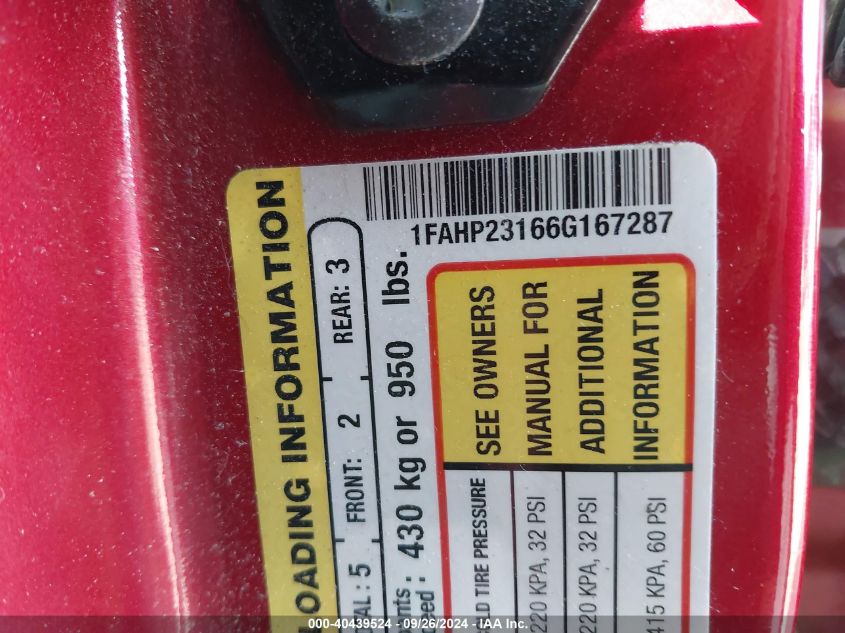 1FAHP23166G167287
LOADING INFORMATION
: 5 FRONT: 2 REAR: 3
: 430 kg or 950 lbs.
SEE OWNERS
MANUAL FOR
ADDITIONAL
INFORMATION
TIRE PRESSURE
220 KPA, 32 PSI
220 KPA, 32 PSI
415 KPA, 60 PSI
000-40439524 - 09/26/2024 - IAA Inc.